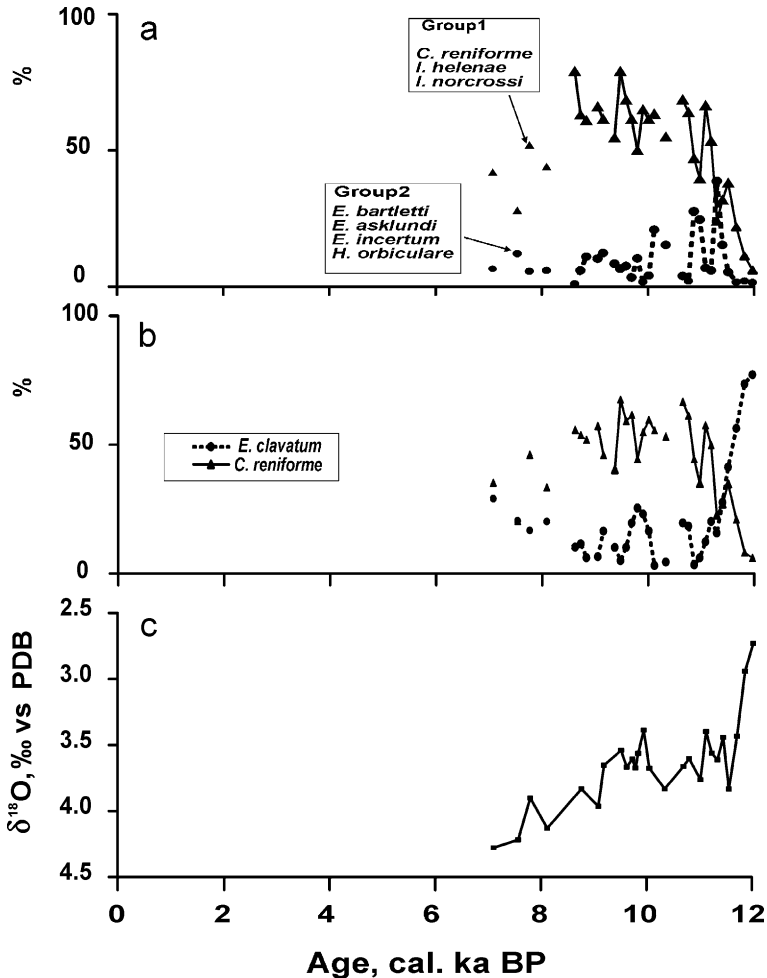 100
a
Group1
C. reniforme
I. helenae
I. norcrossi
%
50
Group2
E. bartletti
E. asklundi
E. incertum
H. orbiculare
0
100
b
%
50
E. clavatum
C. reniforme
0
2.5
c
3.0
3.5
4.0
4.5
δ18O, ‰ vs PDB
0 2 4 6. 8 10 12
Age, cal. ka BP